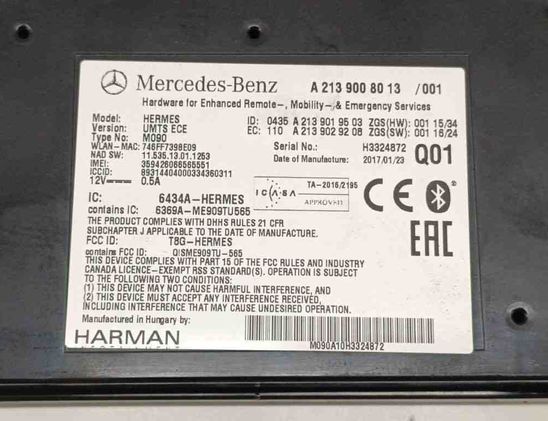 Mercedes-Benz A 213 900 80 13 /001
Hardware for Enhanced Remote-, Mobility-& Emergency Services
Model: HERMES ID: 0435 A 213 901 95 03 ZGS(HW): 001 15/34
Version: UMTS ECE EC: 110 A 213 902 92 08 ZGS(SW): 001 16/24
Type No: M090 Serial No.: H3324872
WLAN-MAC: 746FF7398E09 Date of Manufacture: 2017/01/23 Q01
NAD SW: 11.535.13.01.1253
IMEI: 359426088565551
ICCID: 89314404000334360311
12V⎓ 0.5A
ICASA TA-2016/2195
APPROVED
IC: 6434A-HERMES
contains IC: 6369A-ME909TU565
THE PRODUCT COMPLIES WITH DHHS RULES 21 CFR
SUBCHAPTER J APPLICABLE TO THE DATE OF MANUFACTURE.
FCC ID: T8G-HERMES
contains FCC ID: QISME909TU-565
THIS DEVICE COMPLIES WITH PART 15 OF THE FCC RULES AND INDUSTRY
CANADA LICENCE-EXEMPT RSS STANDARD(S). OPERATION IS SUBJECT
TO THE FOLLOWING TWO CONDITIONS:
(1) THIS DEVICE MAY NOT CAUSE HARMFUL INTERFERENCE, AND
(2) THIS DEVICE MUST ACCEPT ANY INTERFERENCE RECEIVED,
INCLUDING INTERFERENCE THAT MAY CAUSE UNDESIRED OPERATION.
CE
EAC
Manufactured in Hungary by:
HARMAN
M090A10H3324872